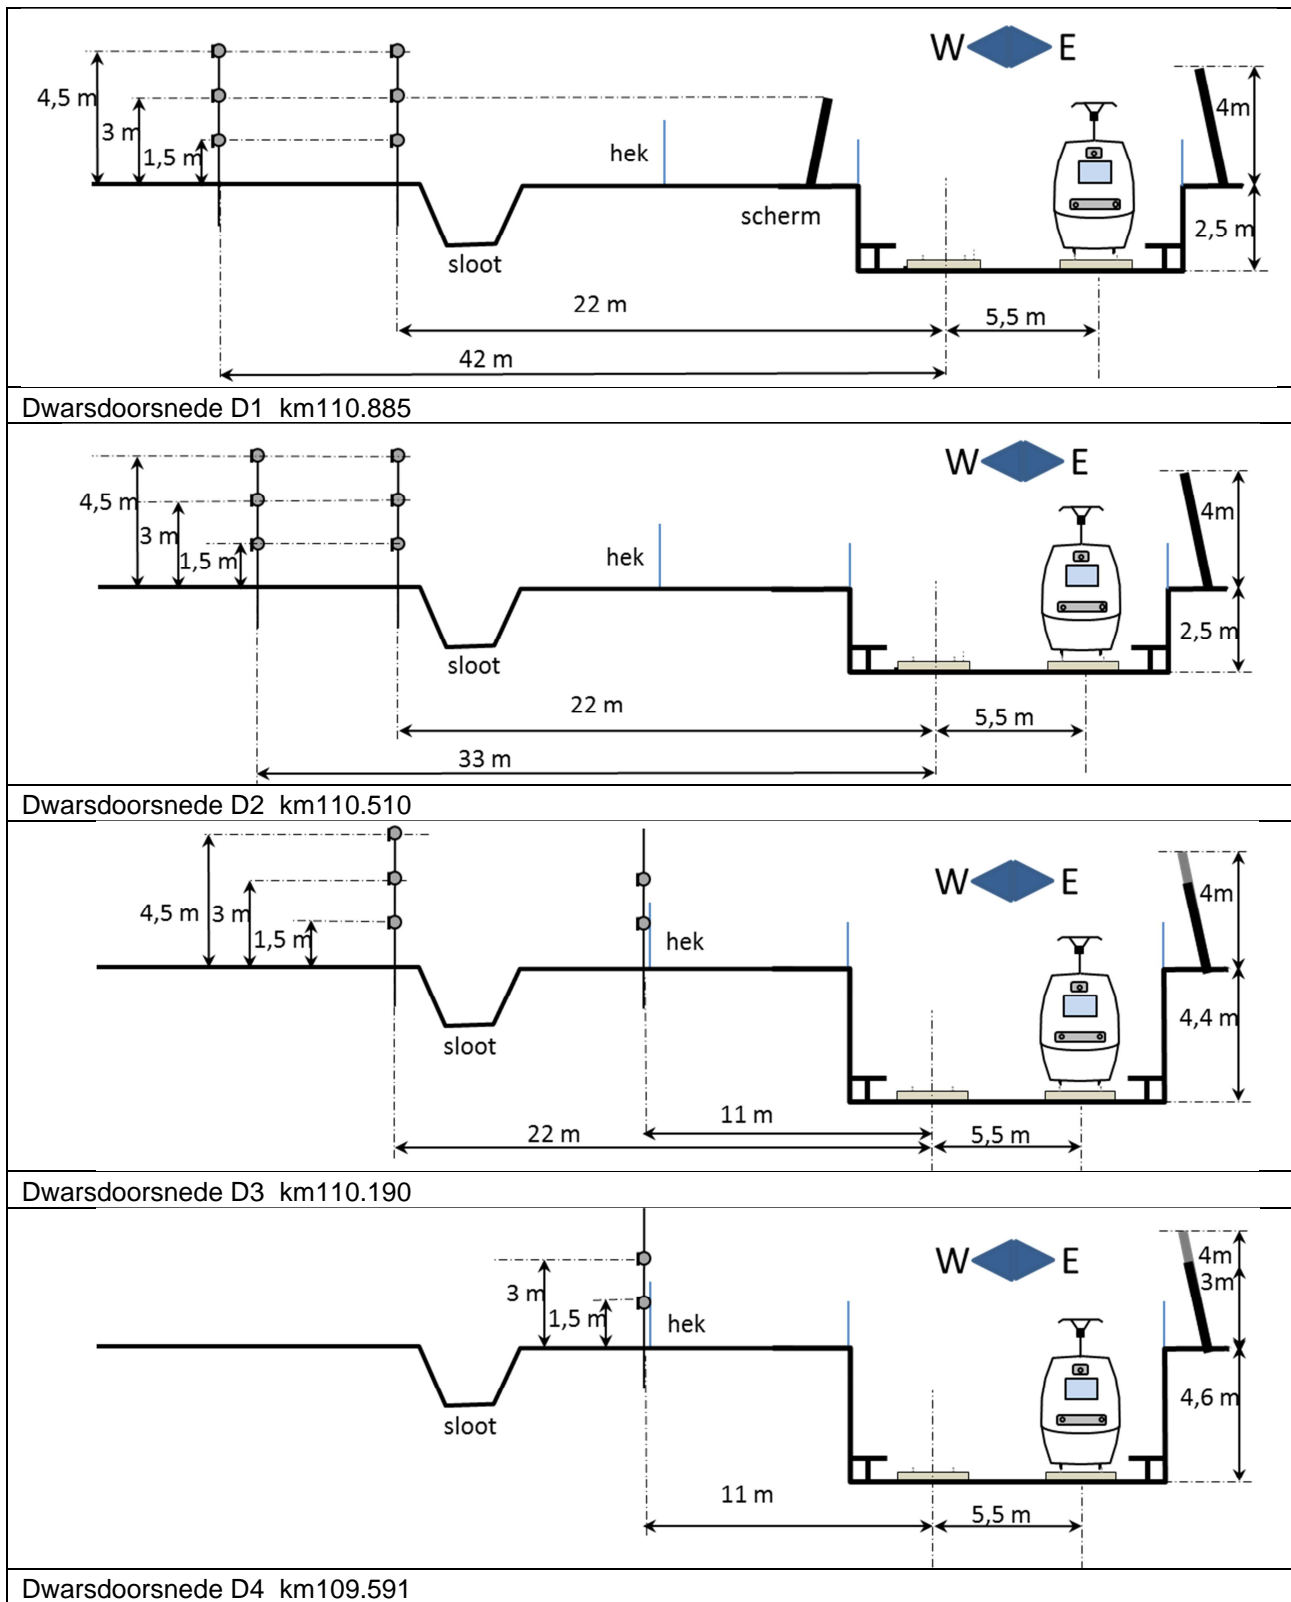 W E
4,5 m
3 m
1,5 m
hek
4m
scherm
2,5 m
sloot
22 m
5,5 m
42 m
Dwarsdoorsnede D1 km110.885
W E
4,5 m
3 m
1,5 m
hek
4m
2,5 m
sloot
22 m
5,5 m
33 m
Dwarsdoorsnede D2 km110.510
W E
4,5 m
3 m
1,5 m
hek
4m
4,4 m
sloot
11 m
22 m
5,5 m
Dwarsdoorsnede D3 km110.190
W E
4m
3m
3 m
1,5 m
hek
4,6 m
sloot
11 m
5,5 m
Dwarsdoorsnede D4 km109.591